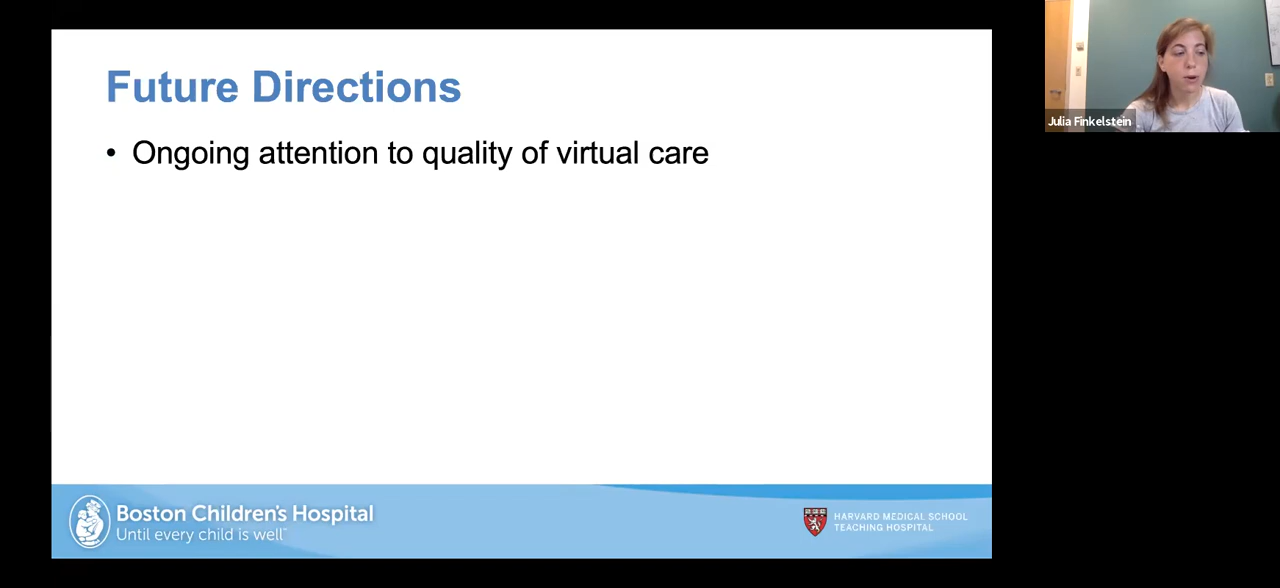 Future Directions
• Ongoing attention to quality of virtual care
Julia Finkelstein
Boston Children's Hospital
Until every child is well™
HARVARD MEDICAL SCHOOL
TEACHING HOSPITAL